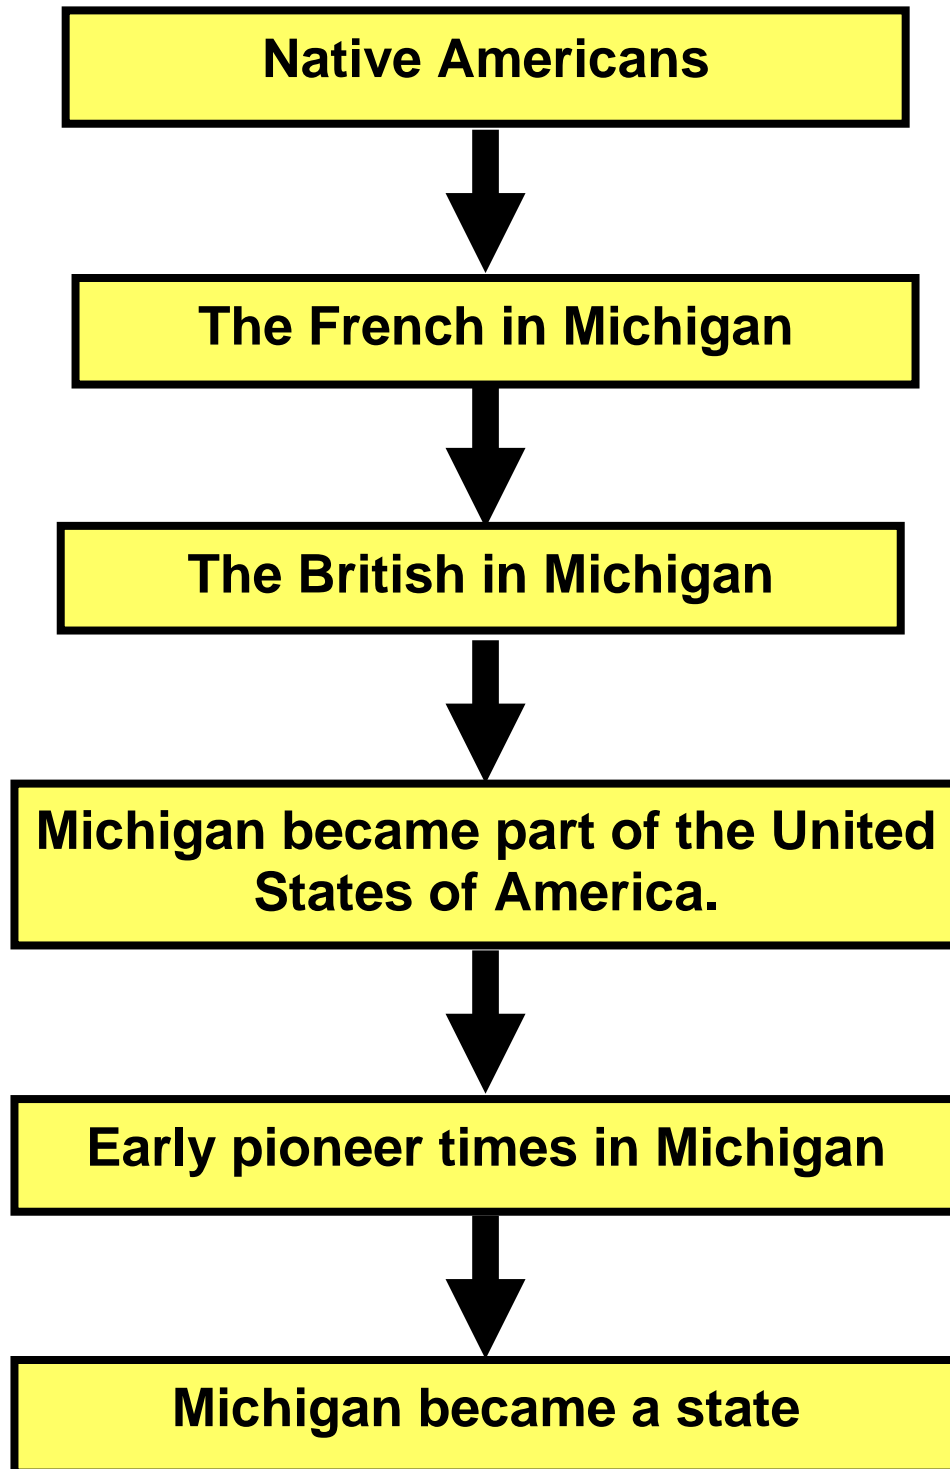 Native Americans
The French in Michigan
The British in Michigan
Michigan became part of the United
States of America.
Early pioneer times in Michigan
Michigan became a state